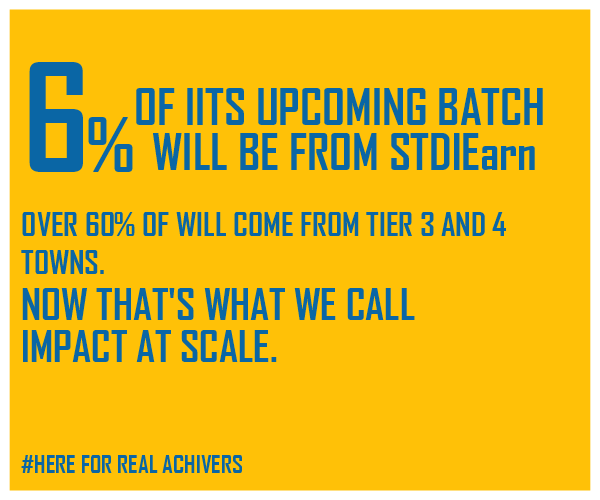 6% OF IITS UPCOMING BATCH
WILL BE FROM STDIEarn
OVER 60% OF WILL COME FROM TIER 3 AND 4
TOWNS.
NOW THAT'S WHAT WE CALL
IMPACT AT SCALE.
#HERE FOR REAL ACHIVERS